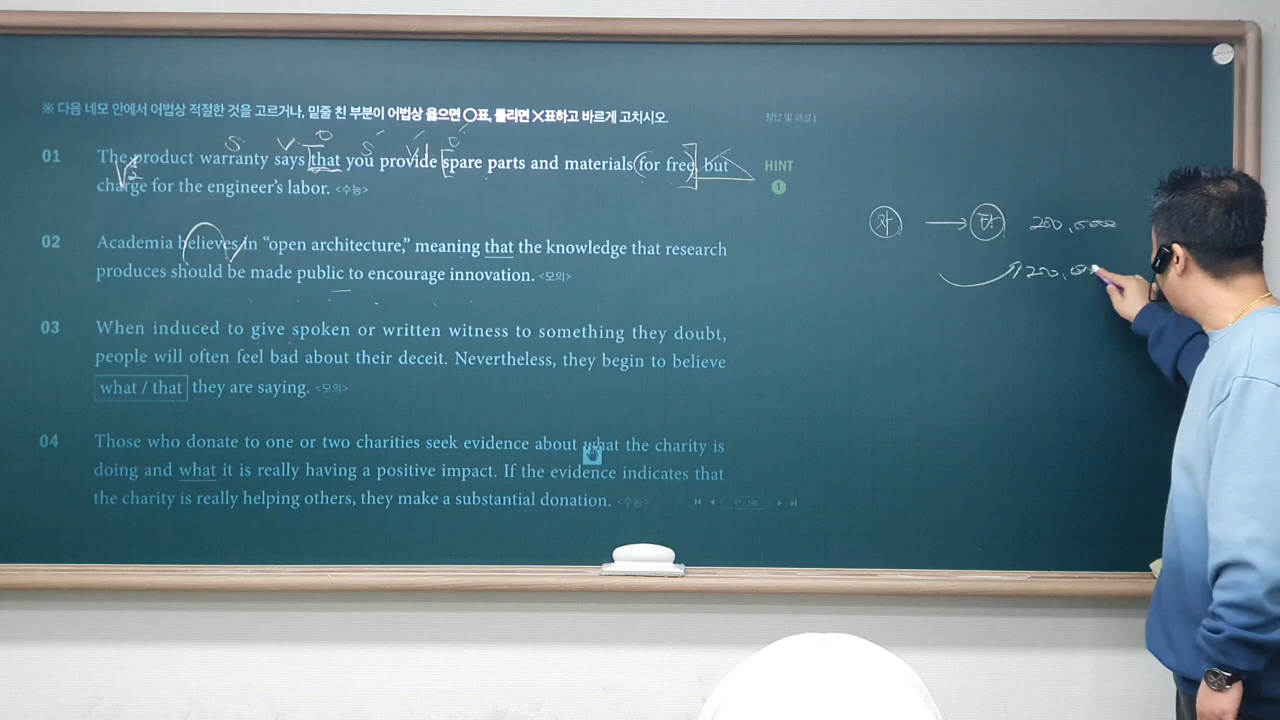 ※ 다음 네모 안에서 어법상 적절한 것을 고르거나, 밑줄 친 부분이 어법상 옳으면 ○표, 틀리면 ✕표하고 바르게 고치시오.
정답 및 해설 1
S V O S V O
01 The product warranty says that you provide spare parts and materials for free, but
charge for the engineer's labor. <수능>
HINT
1
V2
02 Academia believes in “open architecture,” meaning that the knowledge that research
produces should be made public to encourage innovation. <모의>
03 When induced to give spoken or written witness to something they doubt,
people will often feel bad about their deceit. Nevertheless, they begin to believe
what / that they are saying. <모의>
04 Those who donate to one or two charities seek evidence about what the charity is
doing and what it is really having a positive impact. If the evidence indicates that
the charity is really helping others, they make a substantial donation. <수능>
자 → 타